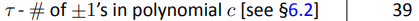 τ - # of ±1's in polynomial c [see §6.2] | 39